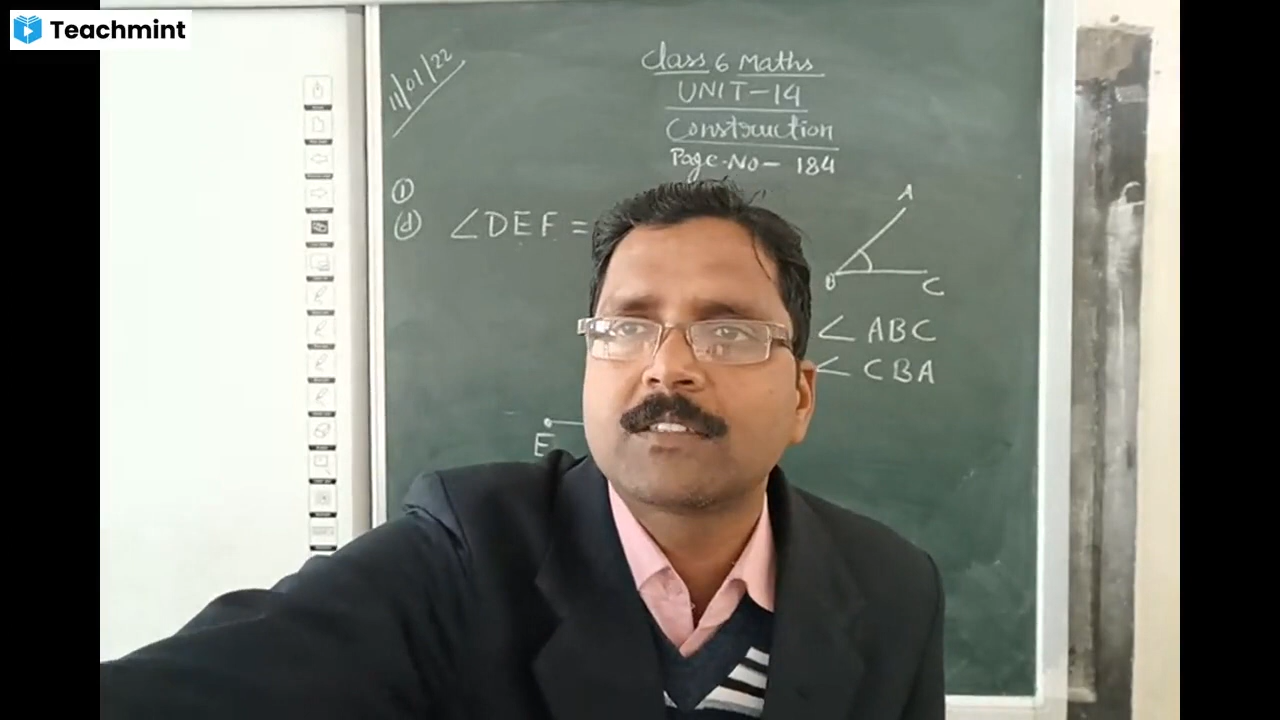 Teachmint
11/01/22
Class 6 Maths
UNIT-14
Construction
Page-No- 184
①
(d) ∠DEF =
A
B
C
∠ABC
∠CBA
E